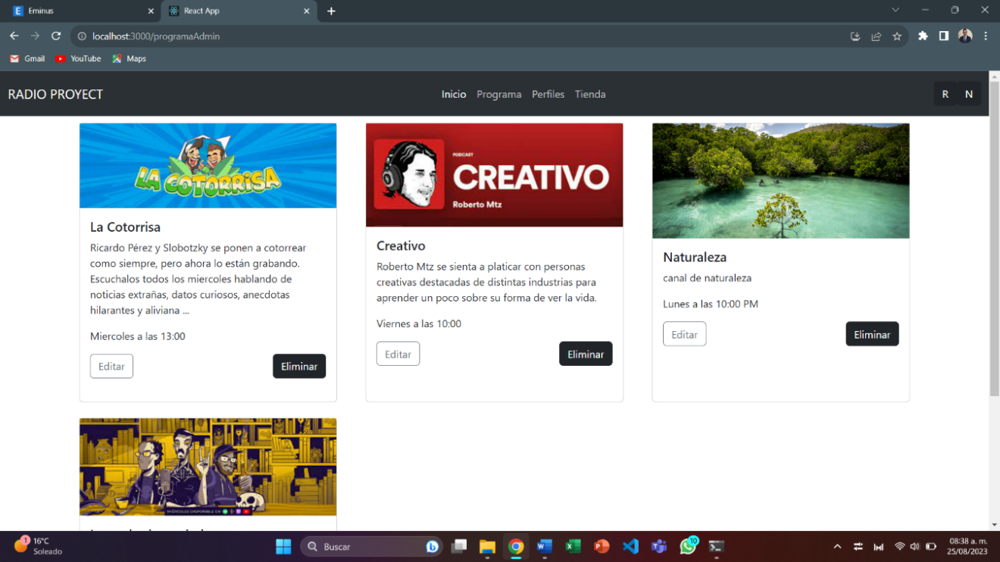 Eminus
React App
localhost:3000/programaAdmin
Gmail
YouTube
Maps
RADIO PROYECT
Inicio
Programa
Perfiles
Tienda
R
N
LA COTORRISA
La Cotorrisa
Ricardo Pérez y Slobotzky se ponen a cotorrear
como siempre, pero ahora lo están grabando.
Escuchalos todos los miercoles hablando de
noticias extrañas, datos curiosos, anecdotas
hilarantes y aliviana ...
Miercoles a las 13:00
Editar
Eliminar
PODCAST
CREATIVO
Roberto Mtz
Creativo
Roberto Mtz se sienta a platicar con personas
creativas destacadas de distintas industrias para
aprender un poco sobre su forma de ver la vida.
Viernes a las 10:00
Editar
Eliminar
Naturaleza
canal de naturaleza
Lunes a las 10:00 PM
Editar
Eliminar
MIÉRCOLES DISPONIBLE EN
1
16°C
Soleado
Buscar
10
08:38 a. m.
25/08/2023